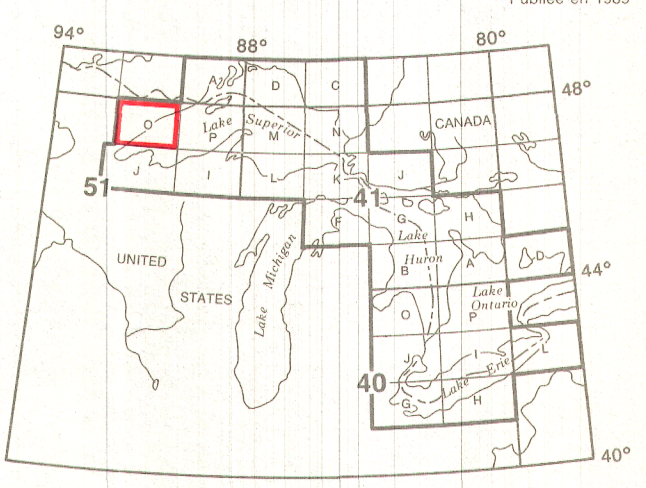 Publiée en 1985
94° 88° 80°
48°
A D C
O Lake Superior N CANADA
P M
J I L K J
51 41
F G H
Lake
UNITED Huron D
B A 44°
STATES Lake Michigan Lake
O P Ontario
J I L
40 Lake Erie
G H
40°